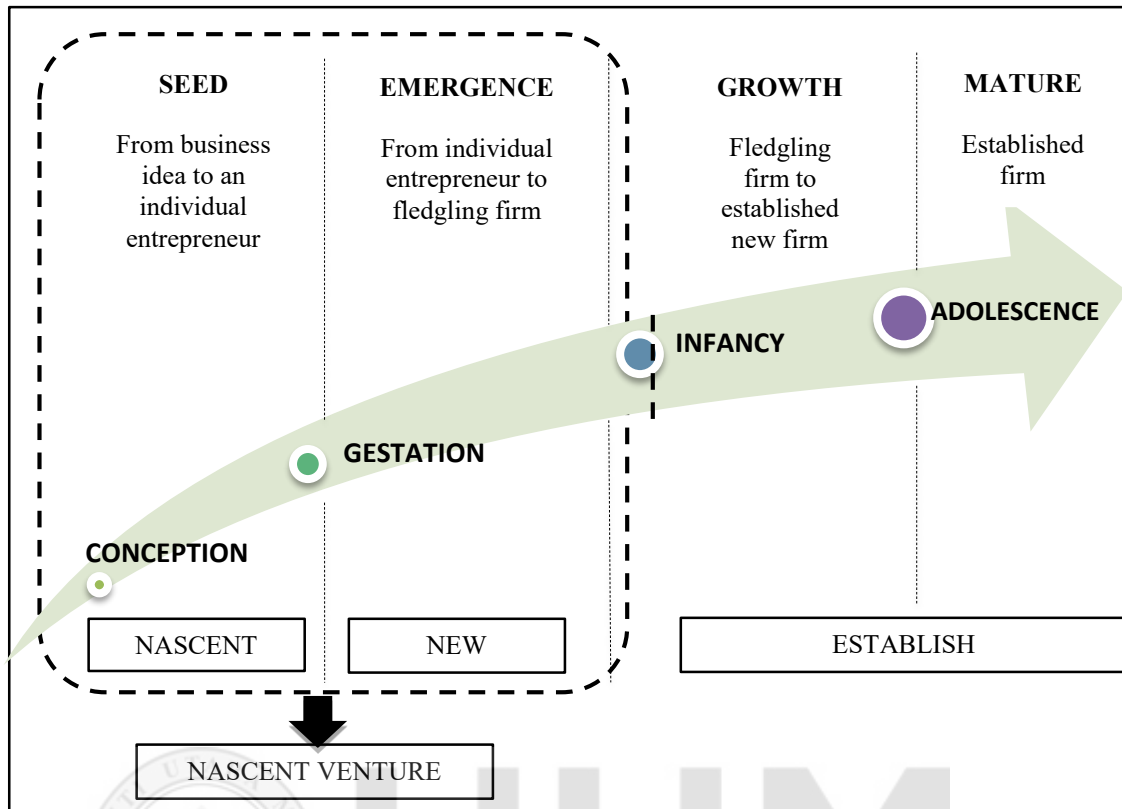 SEED
From business
idea to an
individual
entrepreneur
EMERGENCE
From individual
entrepreneur to
fledgling firm
GROWTH
Fledgling
firm to
established
new firm
MATURE
Established
firm
ADOLESCENCE
INFANCY
GESTATION
CONCEPTION
NASCENT
NEW
ESTABLISH
NASCENT VENTURE